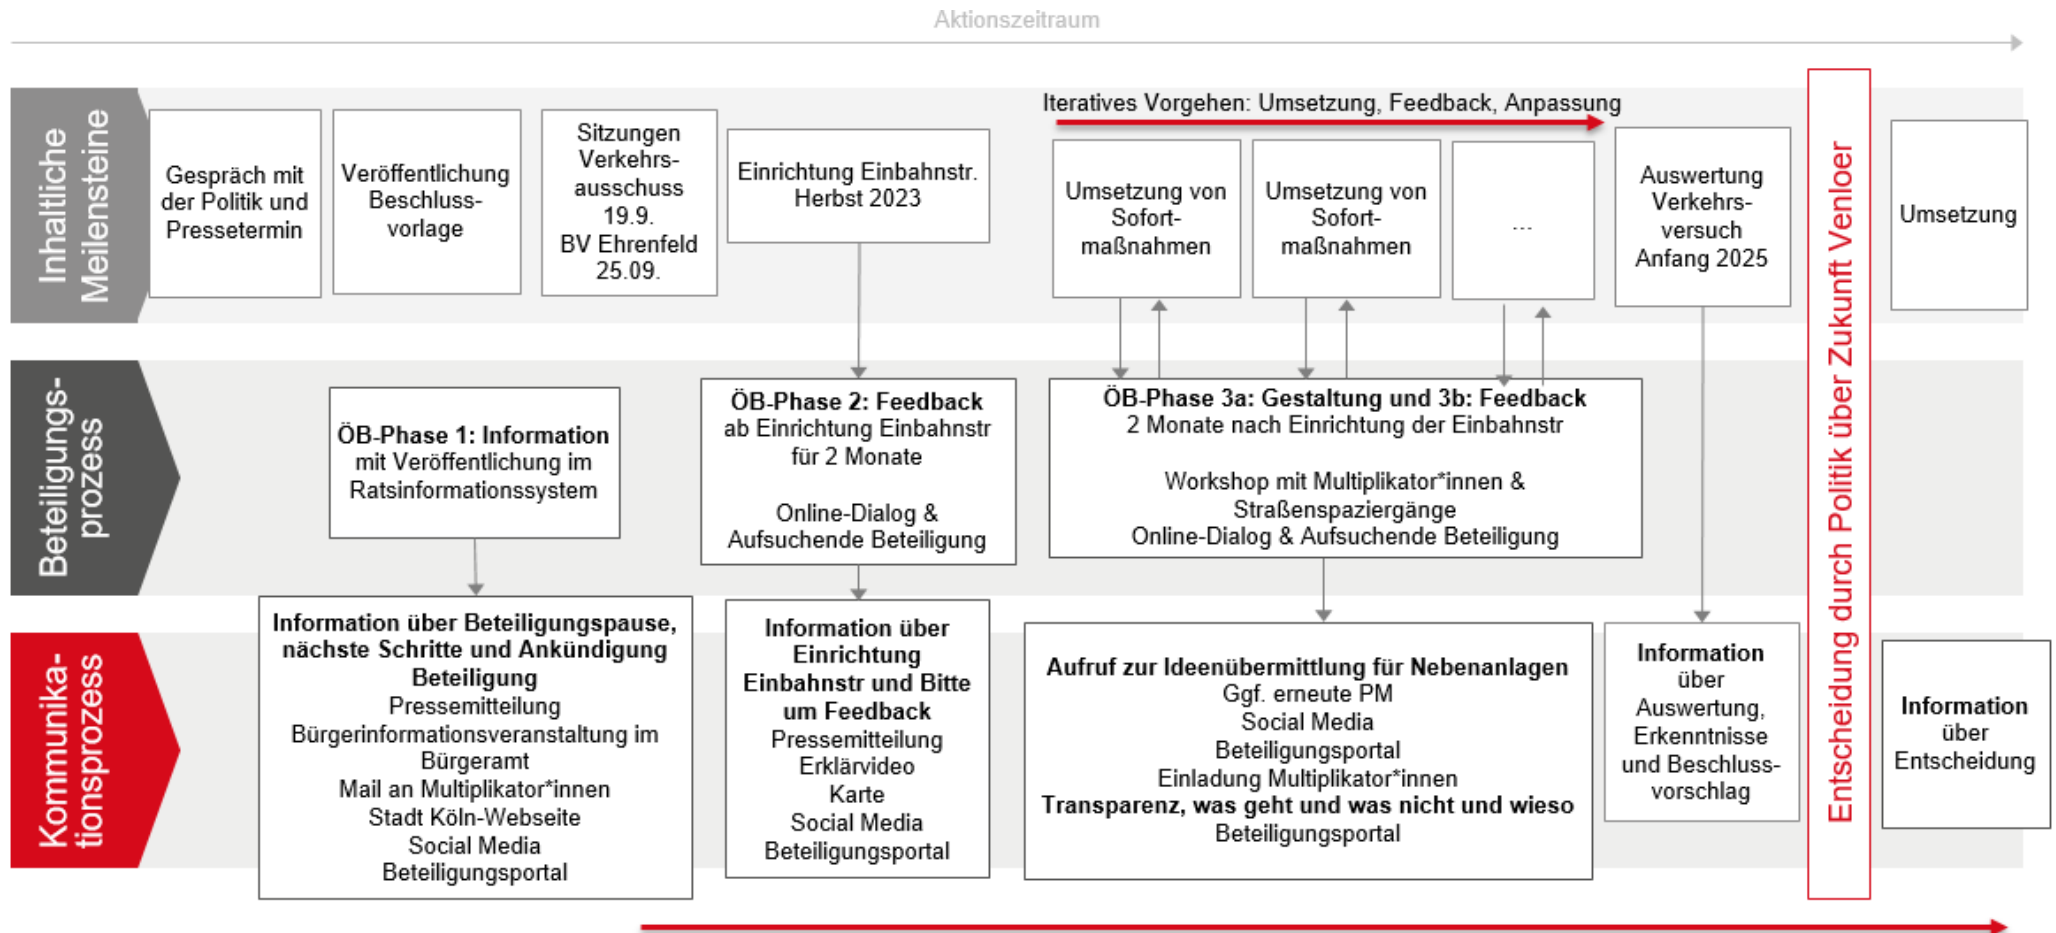 Aktionszeitraum
Inhaltliche
Meilensteine
Gespräch mit
der Politik und
Pressetermin
Veröffentlichung
Beschluss-
vorlage
Sitzungen
Verkehrs-
ausschuss
19.9.
BV Ehrenfeld
25.09.
Einrichtung Einbahnstr.
Herbst 2023
Iteratives Vorgehen: Umsetzung, Feedback, Anpassung
Umsetzung von
Sofort-
maßnahmen
Umsetzung von
Sofort-
maßnahmen
...
Auswertung
Verkehrs-
versuch
Anfang 2025
Entscheidung durch Politik über Zukunft Venloer
Umsetzung
Beteiligungs-
prozess
ÖB-Phase 1: Information
mit Veröffentlichung im
Ratsinformationssystem
ÖB-Phase 2: Feedback
ab Einrichtung Einbahnstr
für 2 Monate
Online-Dialog &
Aufsuchende Beteiligung
ÖB-Phase 3a: Gestaltung und 3b: Feedback
2 Monate nach Einrichtung der Einbahnstr
Workshop mit Multiplikator*innen &
Straßenspaziergänge
Online-Dialog & Aufsuchende Beteiligung
Kommunika-
tionsprozess
Information über Beteiligungspause,
nächste Schritte und Ankündigung
Beteiligung
Pressemitteilung
Bürgerinformationsveranstaltung im
Bürgeramt
Mail an Multiplikator*innen
Stadt Köln-Webseite
Social Media
Beteiligungsportal
Information über
Einrichtung
Einbahnstr und Bitte
um Feedback
Pressemitteilung
Erklärvideo
Karte
Social Media
Beteiligungsportal
Aufruf zur Ideenübermittlung für Nebenanlagen
Ggf. erneute PM
Social Media
Beteiligungsportal
Einladung Multiplikator*innen
Transparenz, was geht und was nicht und wieso
Beteiligungsportal
Information
über
Auswertung,
Erkenntnisse
und Beschluss-
vorschlag
Information
über
Entscheidung